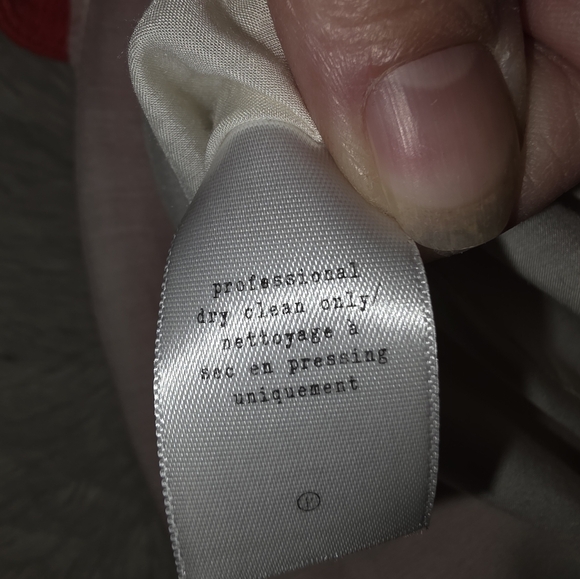 professional
dry clean only/
nettoyage à
sec en pressing
uniquement